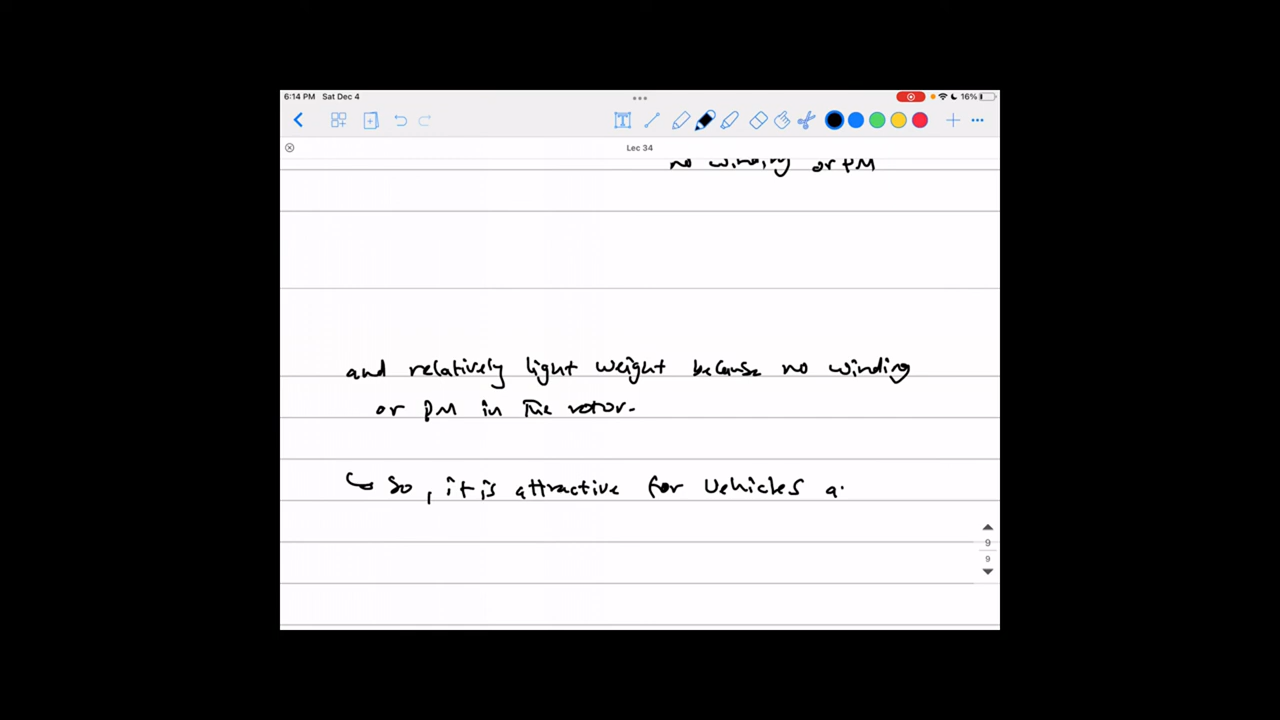 6:14 PM Sat Dec 4
16%
Lec 34
no winding or PM
and relatively light weight because no winding
or PM in the rotor.
So, it is attractive for vehicles a
9
9